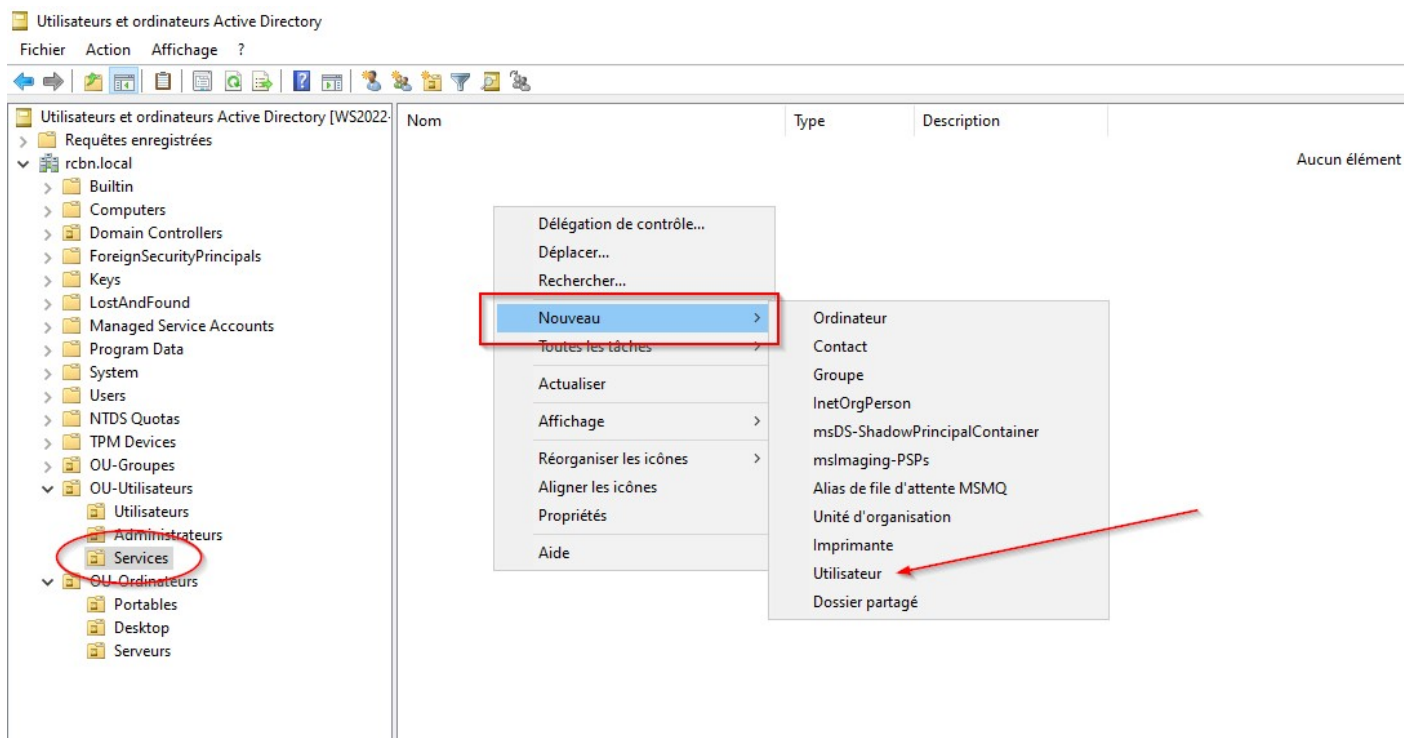 Utilisateurs et ordinateurs Active Directory
Fichier Action Affichage ?
Utilisateurs et ordinateurs Active Directory [WS2022-
Requêtes enregistrées
rcbn.local
Builtin
Computers
Domain Controllers
ForeignSecurityPrincipals
Keys
LostAndFound
Managed Service Accounts
Program Data
System
Users
NTDS Quotas
TPM Devices
OU-Groupes
OU-Utilisateurs
Utilisateurs
Administrateurs
Services
OU-Ordinateurs
Portables
Desktop
Serveurs
Nom Type Description
Aucun élément
Délégation de contrôle...
Déplacer...
Rechercher...
Nouveau
Toutes les tâches
Actualiser
Affichage
Réorganiser les icônes
Aligner les icônes
Propriétés
Aide
Ordinateur
Contact
Groupe
InetOrgPerson
msDS-ShadowPrincipalContainer
msImaging-PSPs
Alias de file d'attente MSMQ
Unité d'organisation
Imprimante
Utilisateur
Dossier partagé